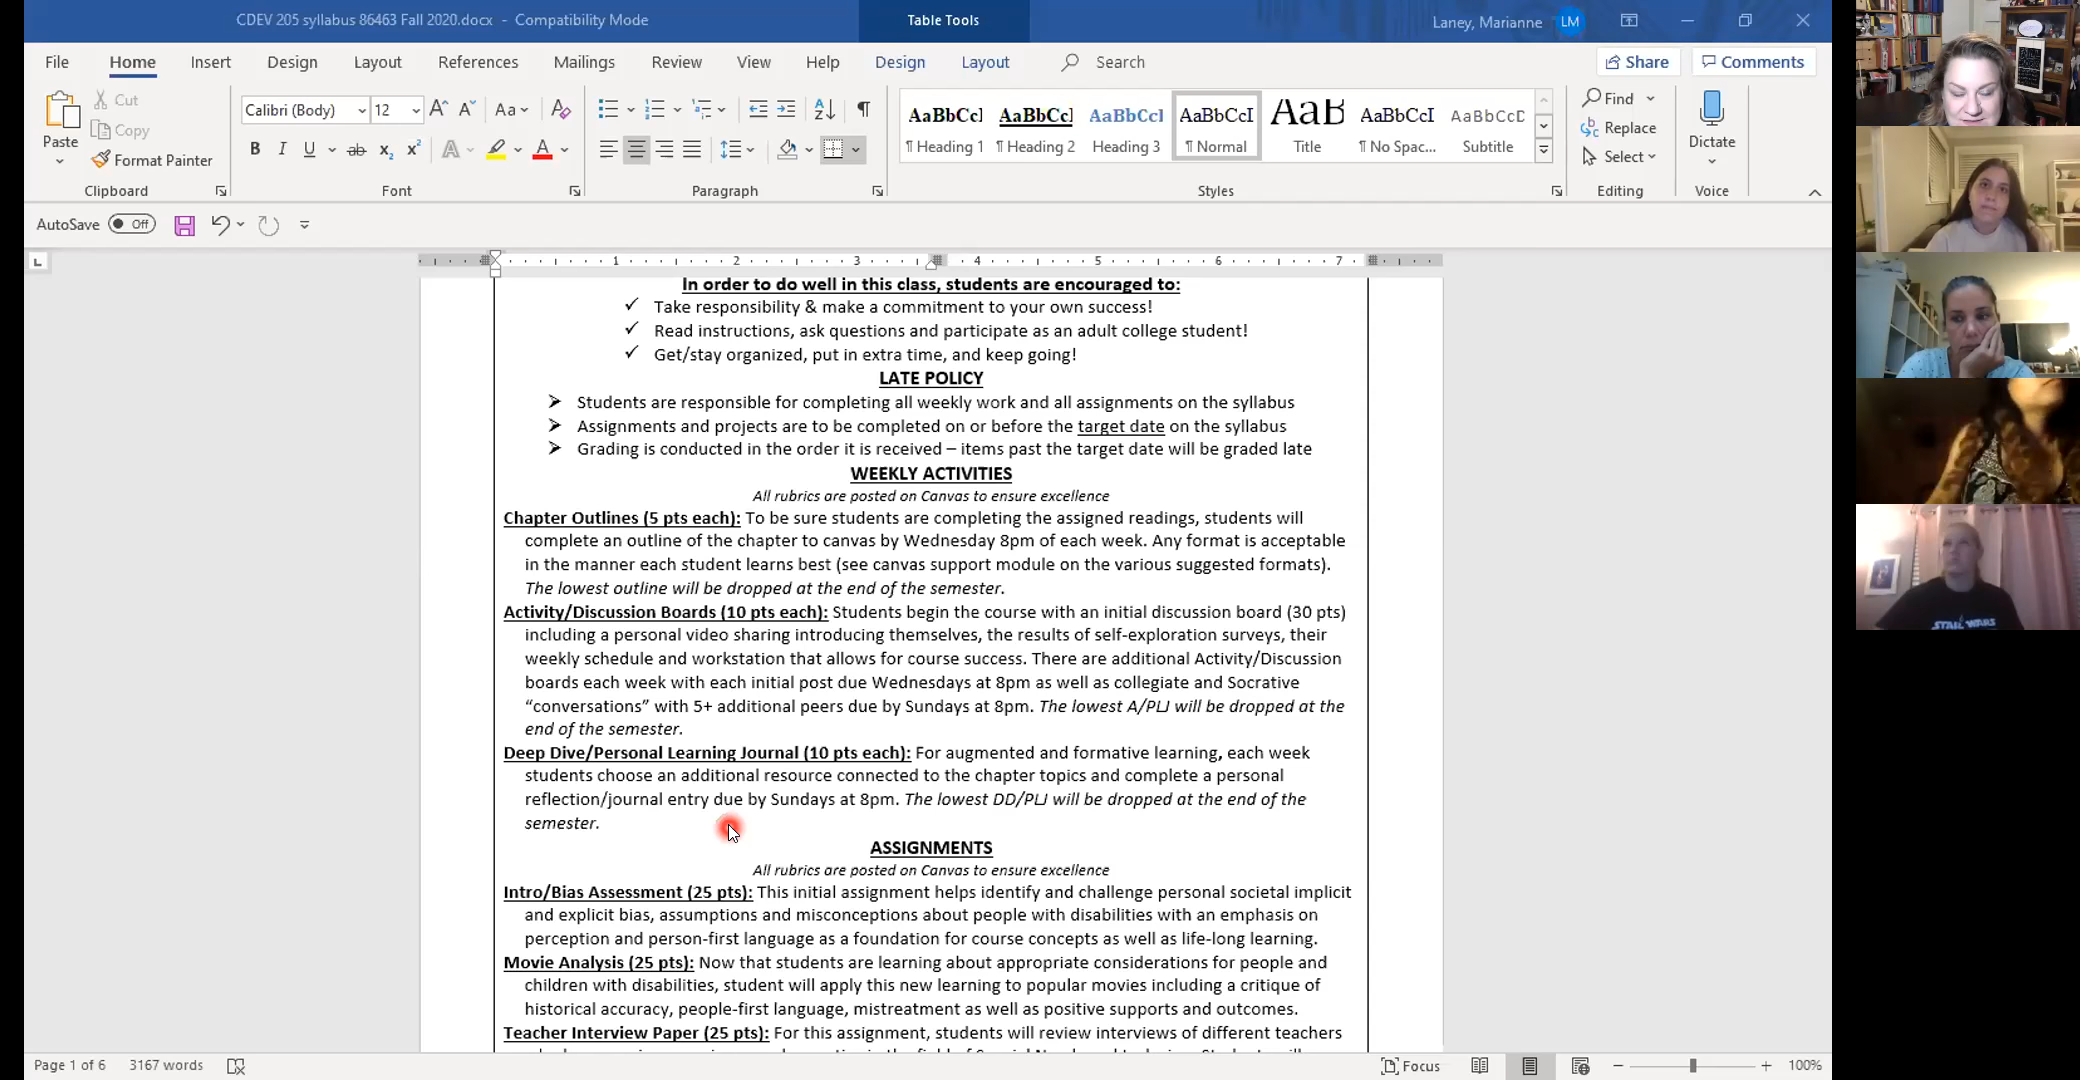 CDEV 205 syllabus 86463 Fall 2020.docx - Compatibility Mode
Table Tools
Laney, Marianne LM
File Home Insert Design Layout References Mailings Review View Help Design Layout Search
Share Comments
Paste
Cut
Copy
Format Painter
Clipboard
Calibri (Body) 12
Font
Paragraph
AaBbCcI AaBbCcI AaBbCcI AaBbCcI AaB AaBbCcI AaBbCcD
¶ Heading 1 ¶ Heading 2 Heading 3 ¶ Normal Title ¶ No Spac... Subtitle
Styles
Find
Replace
Select
Editing
Dictate
Voice
AutoSave Off
1 2 3 4 5 6 7
In order to do well in this class, students are encouraged to:
✓ Take responsibility & make a commitment to your own success!
✓ Read instructions, ask questions and participate as an adult college student!
✓ Get/stay organized, put in extra time, and keep going!
LATE POLICY
➢ Students are responsible for completing all weekly work and all assignments on the syllabus
➢ Assignments and projects are to be completed on or before the target date on the syllabus
➢ Grading is conducted in the order it is received – items past the target date will be graded late
WEEKLY ACTIVITIES
All rubrics are posted on Canvas to ensure excellence
Chapter Outlines (5 pts each): To be sure students are completing the assigned readings, students will
complete an outline of the chapter to canvas by Wednesday 8pm of each week. Any format is acceptable
in the manner each student learns best (see canvas support module on the various suggested formats).
The lowest outline will be dropped at the end of the semester.
Activity/Discussion Boards (10 pts each): Students begin the course with an initial discussion board (30 pts)
including a personal video sharing introducing themselves, the results of self-exploration surveys, their
weekly schedule and workstation that allows for course success. There are additional Activity/Discussion
boards each week with each initial post due Wednesdays at 8pm as well as collegiate and Socrative
“conversations” with 5+ additional peers due by Sundays at 8pm. The lowest A/PLJ will be dropped at the
end of the semester.
Deep Dive/Personal Learning Journal (10 pts each): For augmented and formative learning, each week
students choose an additional resource connected to the chapter topics and complete a personal
reflection/journal entry due by Sundays at 8pm. The lowest DD/PLJ will be dropped at the end of the
semester.
ASSIGNMENTS
All rubrics are posted on Canvas to ensure excellence
Intro/Bias Assessment (25 pts): This initial assignment helps identify and challenge personal societal implicit
and explicit bias, assumptions and misconceptions about people with disabilities with an emphasis on
perception and person-first language as a foundation for course concepts as well as life-long learning.
Movie Analysis (25 pts): Now that students are learning about appropriate considerations for people and
children with disabilities, student will apply this new learning to popular movies including a critique of
historical accuracy, people-first language, mistreatment as well as positive supports and outcomes.
Teacher Interview Paper (25 pts): For this assignment, students will review interviews of different teachers
STAR WARS
Page 1 of 6 3167 words
Focus 100%